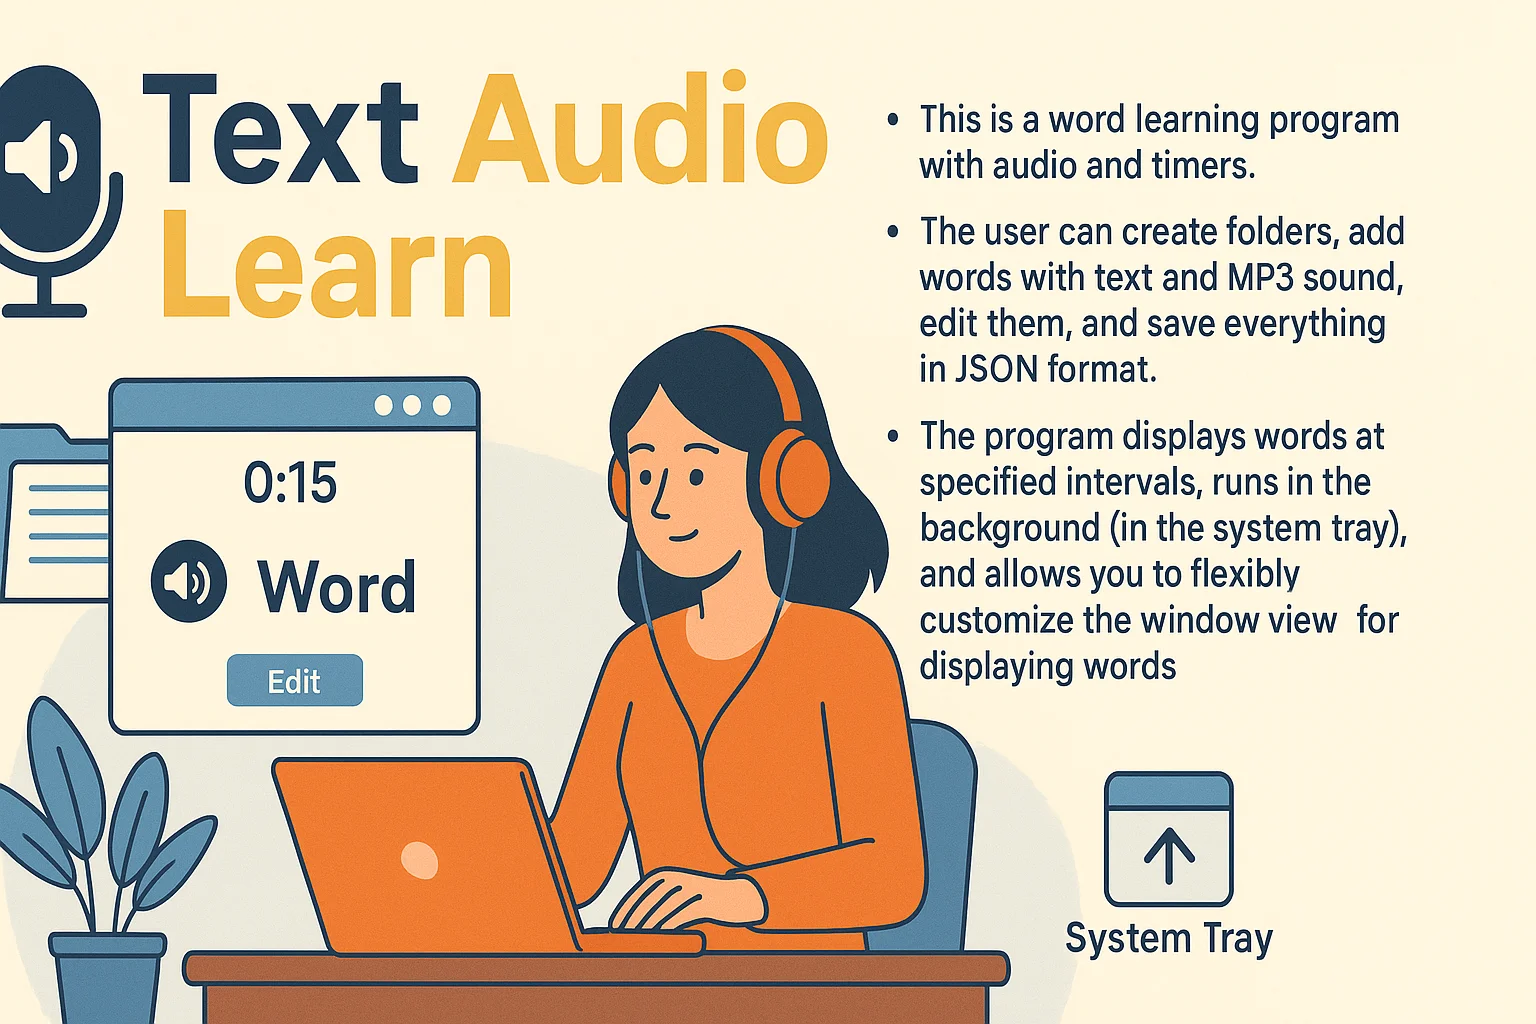 Text Audio
Learn
• This is a word learning program
with audio and timers.
• The user can create folders, add
words with text and MP3 sound,
edit them, and save everything
in JSON format.
• The program displays words at
specified intervals, runs in the
background (in the system tray),
and allows you to flexibly
customize the window view for
displaying words
0:15
Word
Edit
System Tray